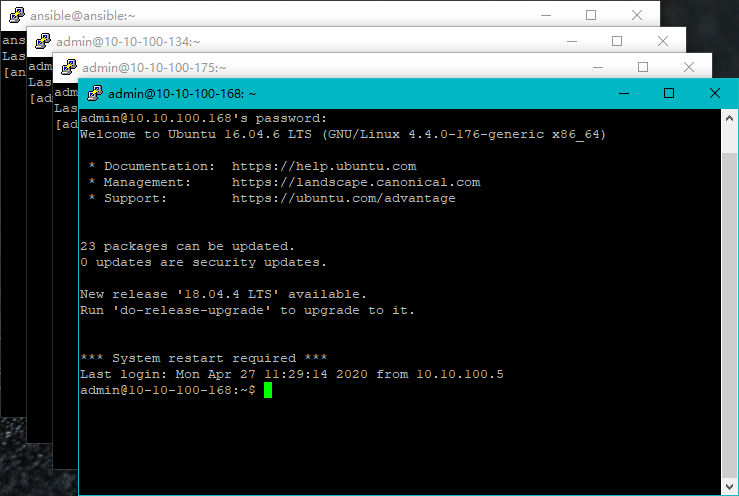 ansible@ansible:~
ans
Las
[an
admin@10-10-100-134:~
adm
Las
[ad
admin@10-10-100-175:~
adm
Las
[ad
admin@10-10-100-168: ~
admin@10.10.100.168's password:
Welcome to Ubuntu 16.04.6 LTS (GNU/Linux 4.4.0-176-generic x86_64)
* Documentation:  https://help.ubuntu.com
* Management:     https://landscape.canonical.com
* Support:        https://ubuntu.com/advantage
23 packages can be updated.
0 updates are security updates.
New release '18.04.4 LTS' available.
Run 'do-release-upgrade' to upgrade to it.
*** System restart required ***
Last login: Mon Apr 27 11:29:14 2020 from 10.10.100.5
admin@10-10-100-168:~$